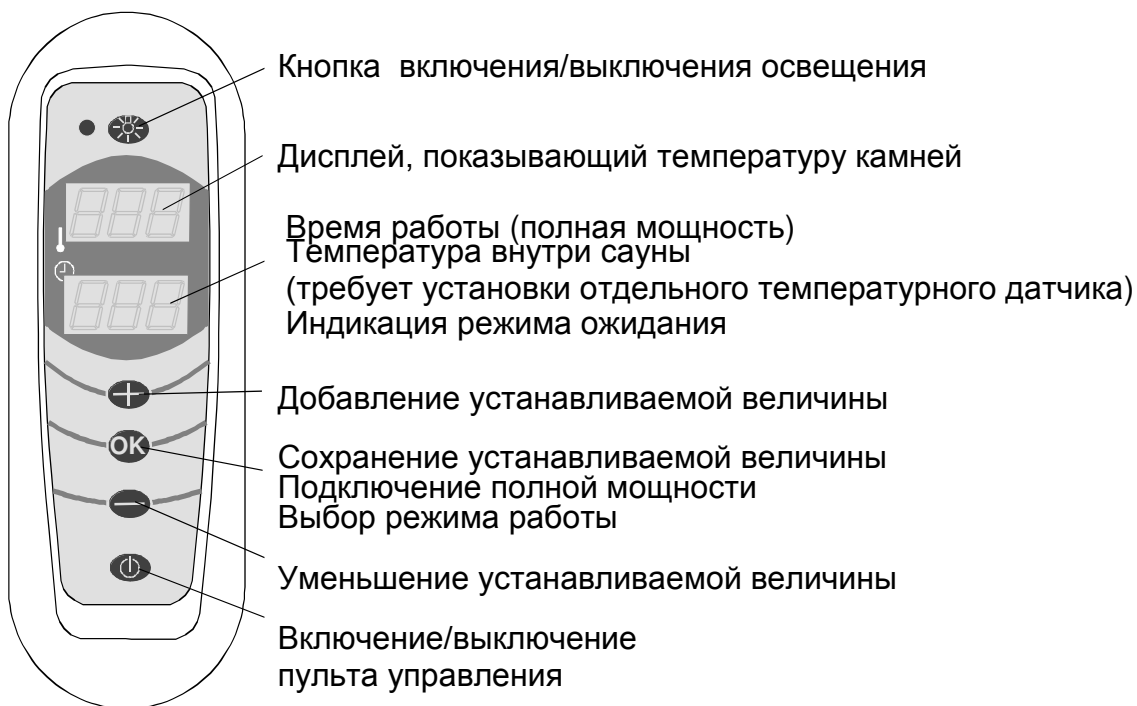 Кнопка включения/выключения освещения
Дисплей, показывающий температуру камней
Время работы (полная мощность)
Температура внутри сауны
(требует установки отдельного температурного датчика)
Индикация режима ожидания
Добавление устанавливаемой величины
OK
Сохранение устанавливаемой величины
Подключение полной мощности
Выбор режима работы
Уменьшение устанавливаемой величины
Включение/выключение
пульта управления